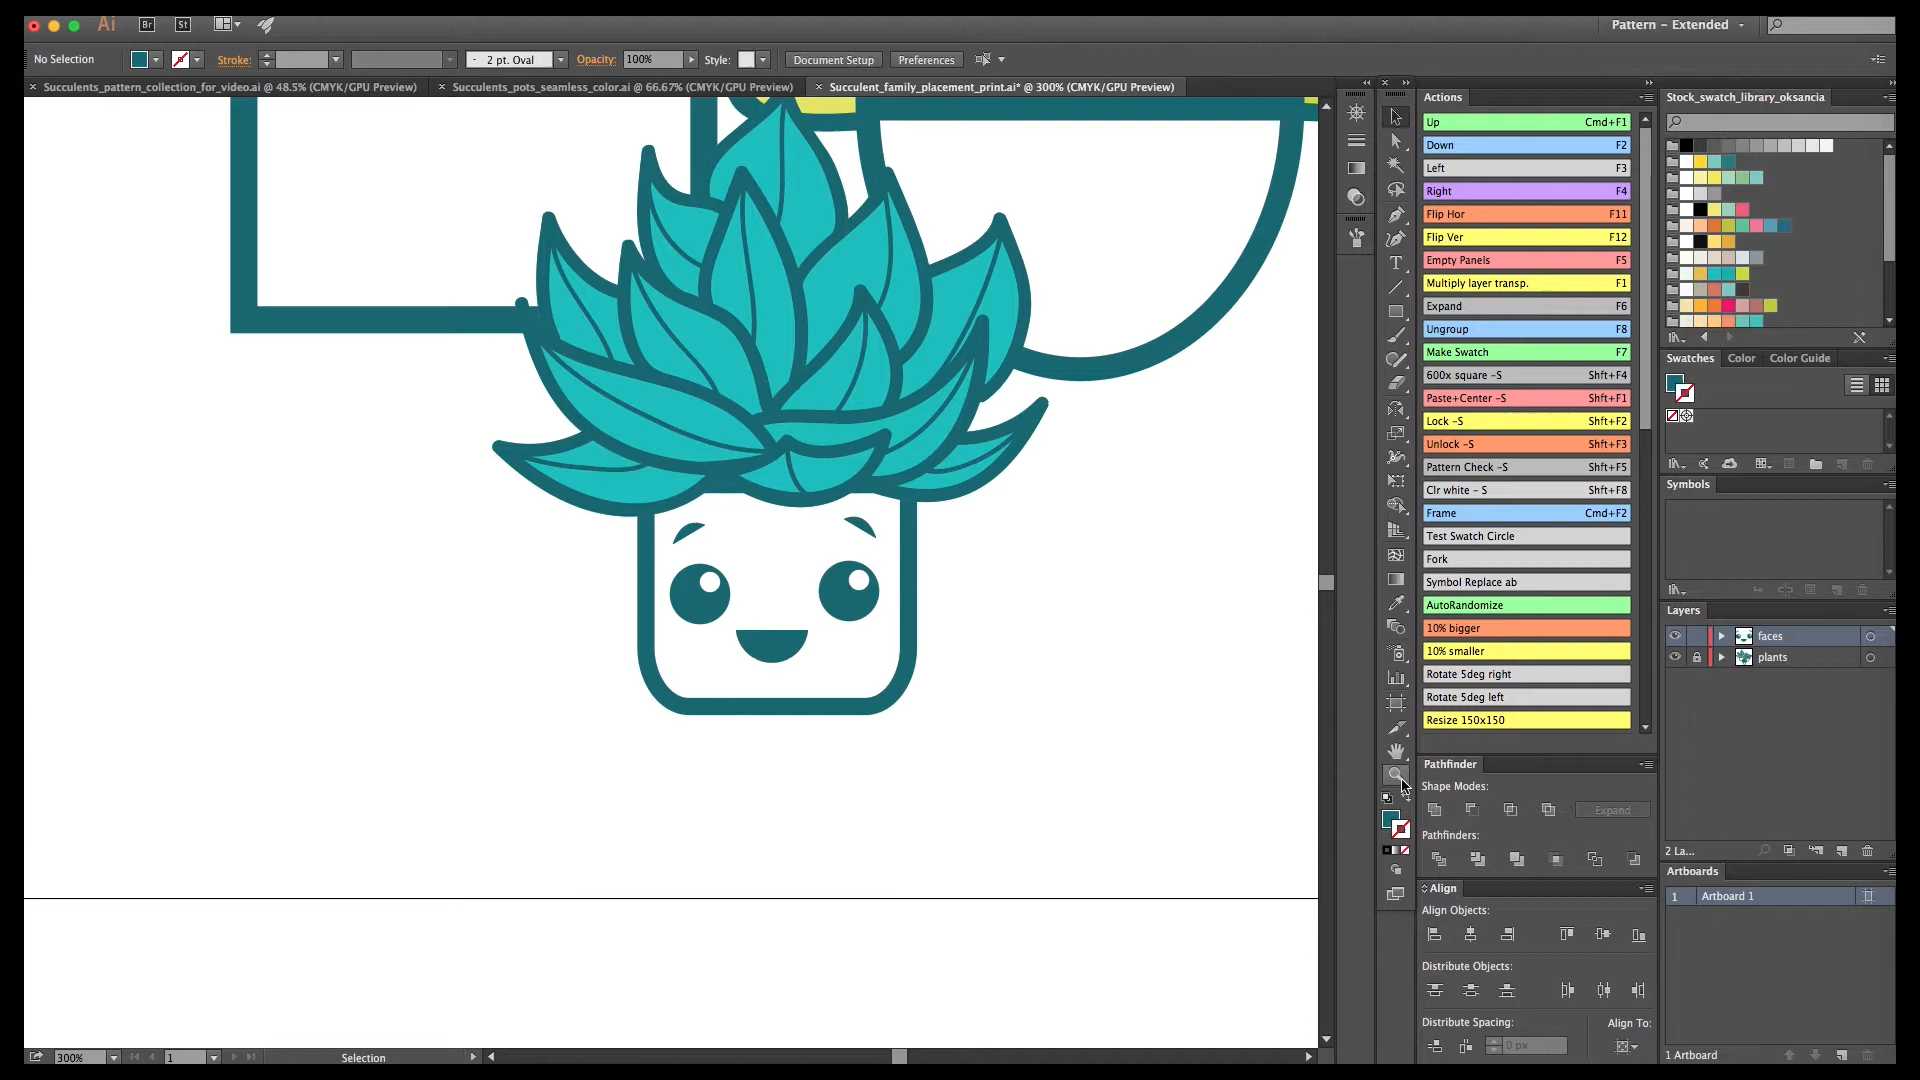 Ai Br St Pattern - Extended
No Selection Stroke: 2 pt. Oval Opacity: 100% Style: Document Setup Preferences
Succulents_pattern_collection_for_video.ai @ 48.5% (CMYK/GPU Preview) Succulents_pots_seamless_color.ai @ 66.67% (CMYK/GPU Preview) Succulent_family_placement_print.ai* @ 300% (CMYK/GPU Preview)
Actions
Up Cmd+F1
Down F2
Left F3
Right F4
Flip Hor F11
Flip Ver F12
Empty Panels F5
Multiply layer transp. F1
Expand F6
Ungroup F8
Make Swatch F7
600x square -S Shft+F4
Paste+Center -S Shft+F1
Lock -S Shft+F2
Unlock -S Shft+F3
Pattern Check -S Shft+F5
Clr white - S Shft+F8
Frame Cmd+F2
Test Swatch Circle
Fork
Symbol Replace ab
AutoRandomize
10% bigger
10% smaller
Rotate 5deg right
Rotate 5deg left
Resize 150x150
Pathfinder
Shape Modes:
Expand
Pathfinders:
Align
Align Objects:
Distribute Objects:
Distribute Spacing: Align To:
0 px
Stock_swatch_library_oksancia
Swatches Color Color Guide
Symbols
Layers
faces
plants
2 La...
Artboards
1 Artboard 1
1 Artboard
300% 1 Selection